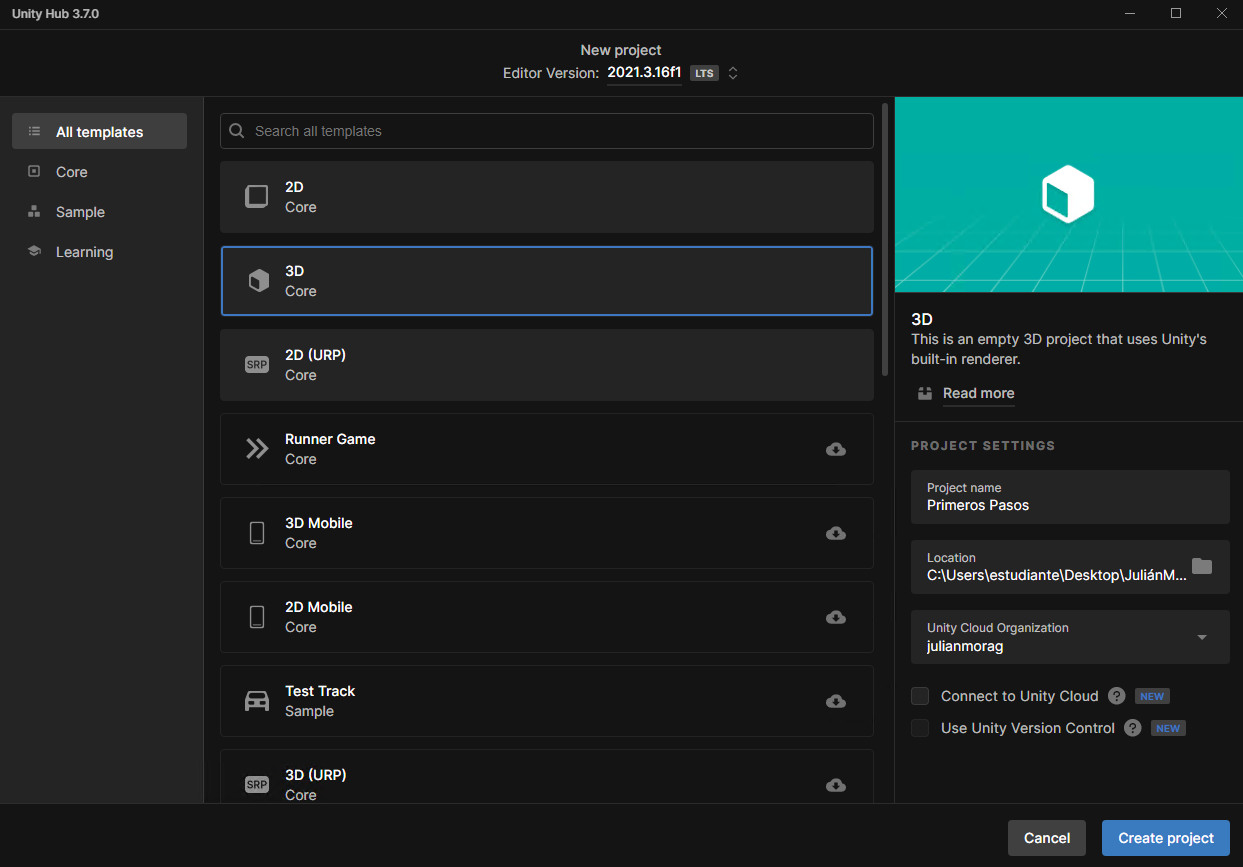 Unity Hub 3.7.0
New project
Editor Version: 2021.3.16f1 LTS
All templates
Core
Sample
Learning
Search all templates
2D
Core
3D
Core
SRP
2D (URP)
Core
Runner Game
Core
3D Mobile
Core
2D Mobile
Core
Test Track
Sample
SRP
3D (URP)
Core
3D
This is an empty 3D project that uses Unity's
built-in renderer.
Read more
PROJECT SETTINGS
Project name
Primeros Pasos
Location
C:\Users\estudiante\Desktop\JuliánM...
Unity Cloud Organization
julianmorag
Connect to Unity Cloud ? NEW
Use Unity Version Control ? NEW
Cancel
Create project